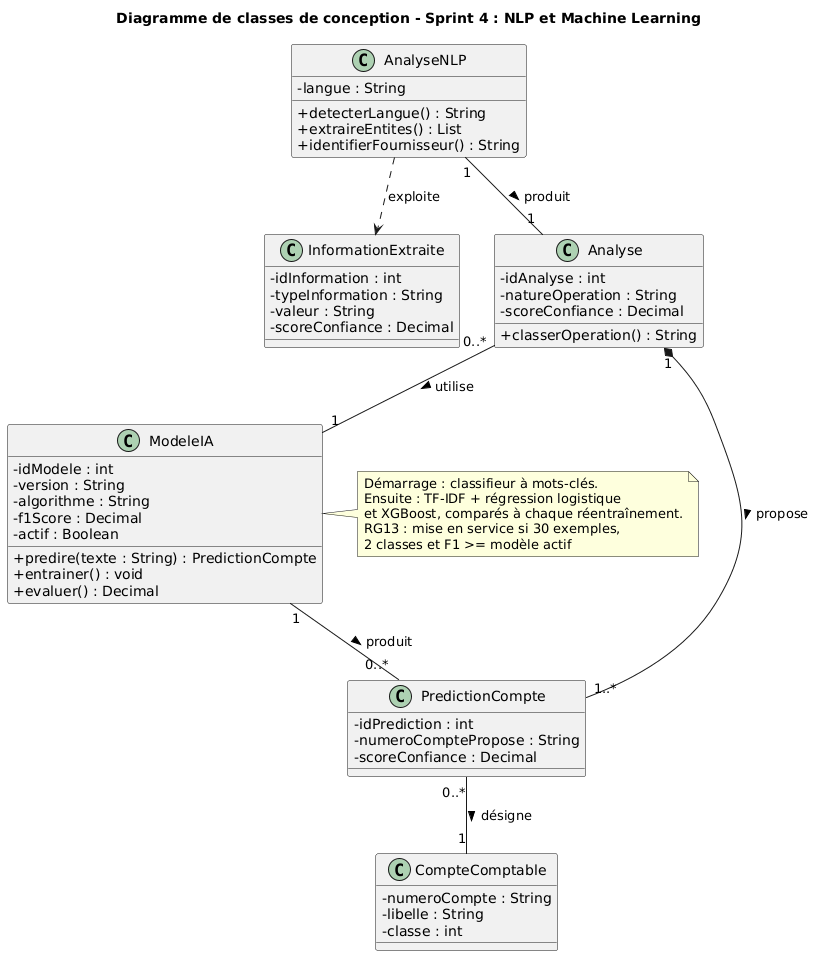 Diagramme de classes de conception - Sprint 4 : NLP et Machine Learning
C AnalyseNLP
-langue : String
+detecterLangue() : String
+extraireEntites() : List
+identifierFournisseur() : String
1
exploite
produit
1
C InformationExtraite
-idInformation : int
-typeInformation : String
-valeur : String
-scoreConfiance : Decimal
C Analyse
-idAnalyse : int
-natureOperation : String
-scoreConfiance : Decimal
+classerOperation() : String
0..*
1
utilise
1
C ModeleIA
-idModele : int
-version : String
-algorithme : String
-f1Score : Decimal
-actif : Boolean
+predire(texte : String) : PredictionCompte
+entrainer() : void
+evaluer() : Decimal
Démarrage : classifieur à mots-clés.
Ensuite : TF-IDF + régression logistique
et XGBoost, comparés à chaque réentraînement.
RG13 : mise en service si 30 exemples,
2 classes et F1 >= modèle actif
propose
1
produit
0..*
1..*
C PredictionCompte
-idPrediction : int
-numeroComptePropose : String
-scoreConfiance : Decimal
0..*
désigne
1
C CompteComptable
-numeroCompte : String
-libelle : String
-classe : int